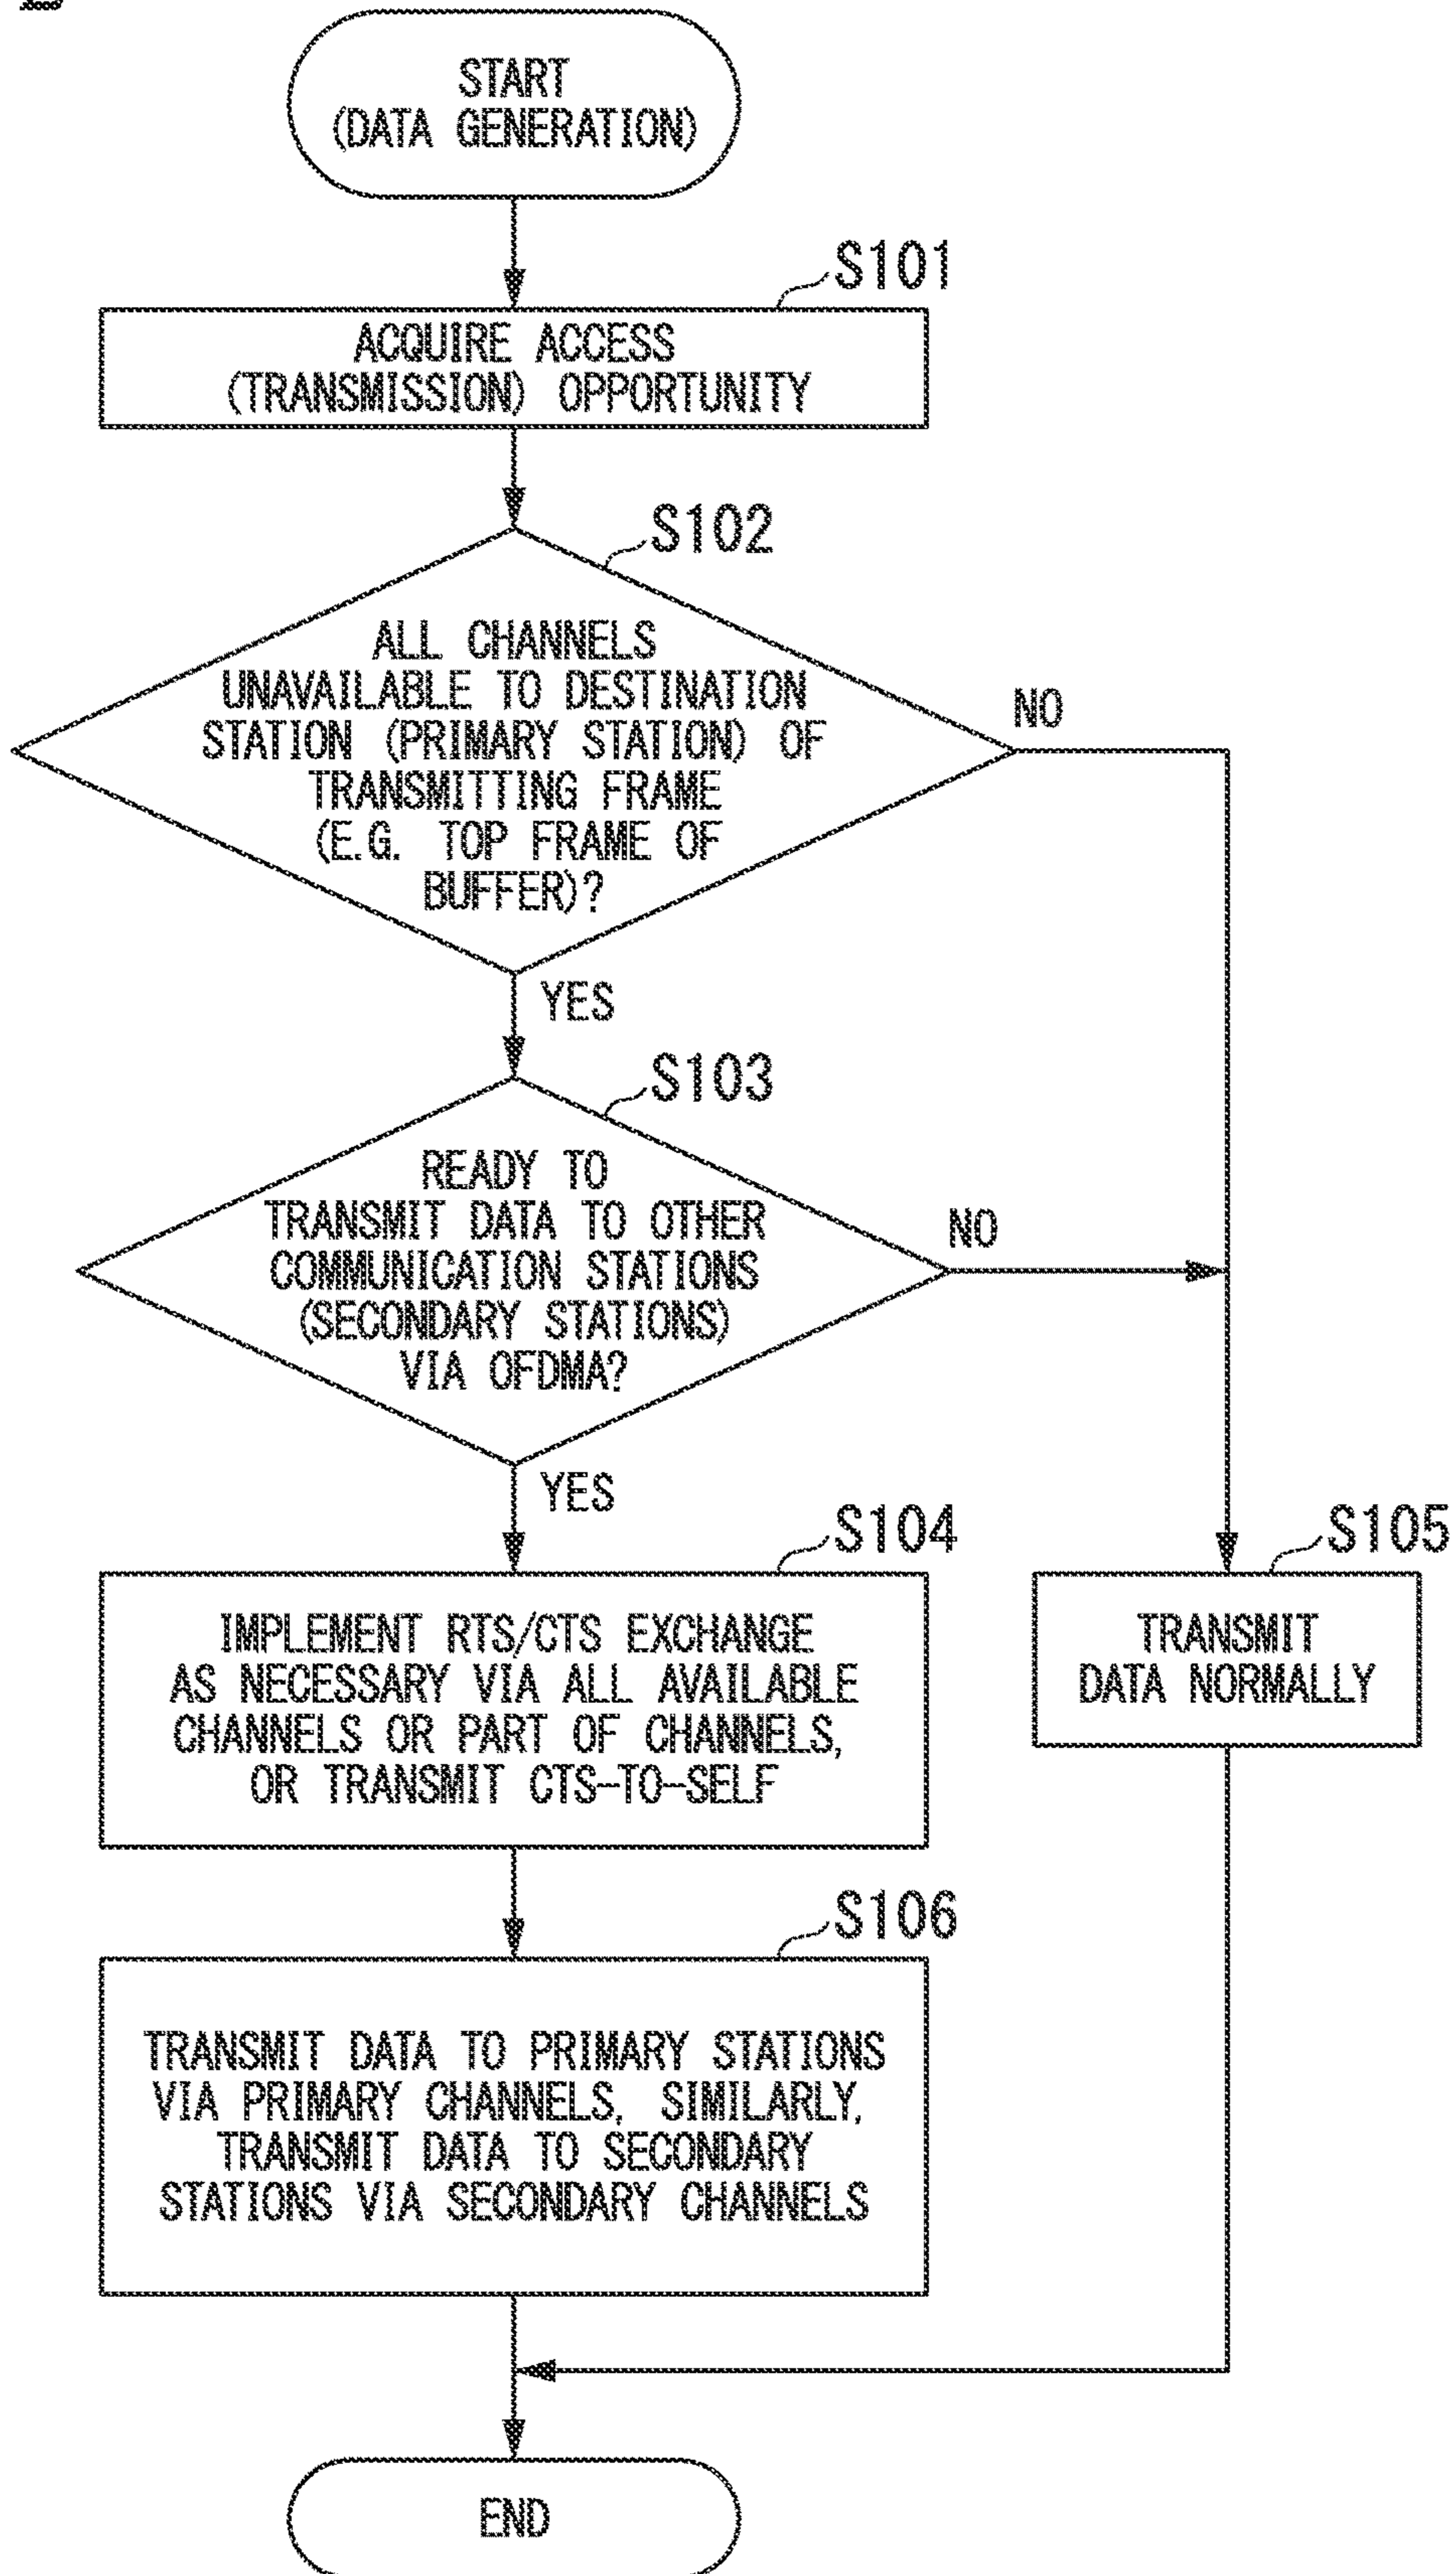 START
(DATA GENERATION)
S101
ACQUIRE ACCESS
(TRANSMISSION) OPPORTUNITY
S102
ALL CHANNELS
UNAVAILABLE TO DESTINATION
STATION (PRIMARY STATION) OF
TRANSMITTING FRAME
(E.G. TOP FRAME OF
BUFFER)?
NO
YES
S103
READY TO
TRANSMIT DATA TO OTHER
COMMUNICATION STATIONS
(SECONDARY STATIONS)
VIA OFDMA?
NO
YES
S104
IMPLEMENT RTS/CTS EXCHANGE
AS NECESSARY VIA ALL AVAILABLE
CHANNELS OR PART OF CHANNELS,
OR TRANSMIT CTS-TO-SELF
S105
TRANSMIT
DATA NORMALLY
S106
TRANSMIT DATA TO PRIMARY STATIONS
VIA PRIMARY CHANNELS, SIMILARLY,
TRANSMIT DATA TO SECONDARY
STATIONS VIA SECONDARY CHANNELS
END